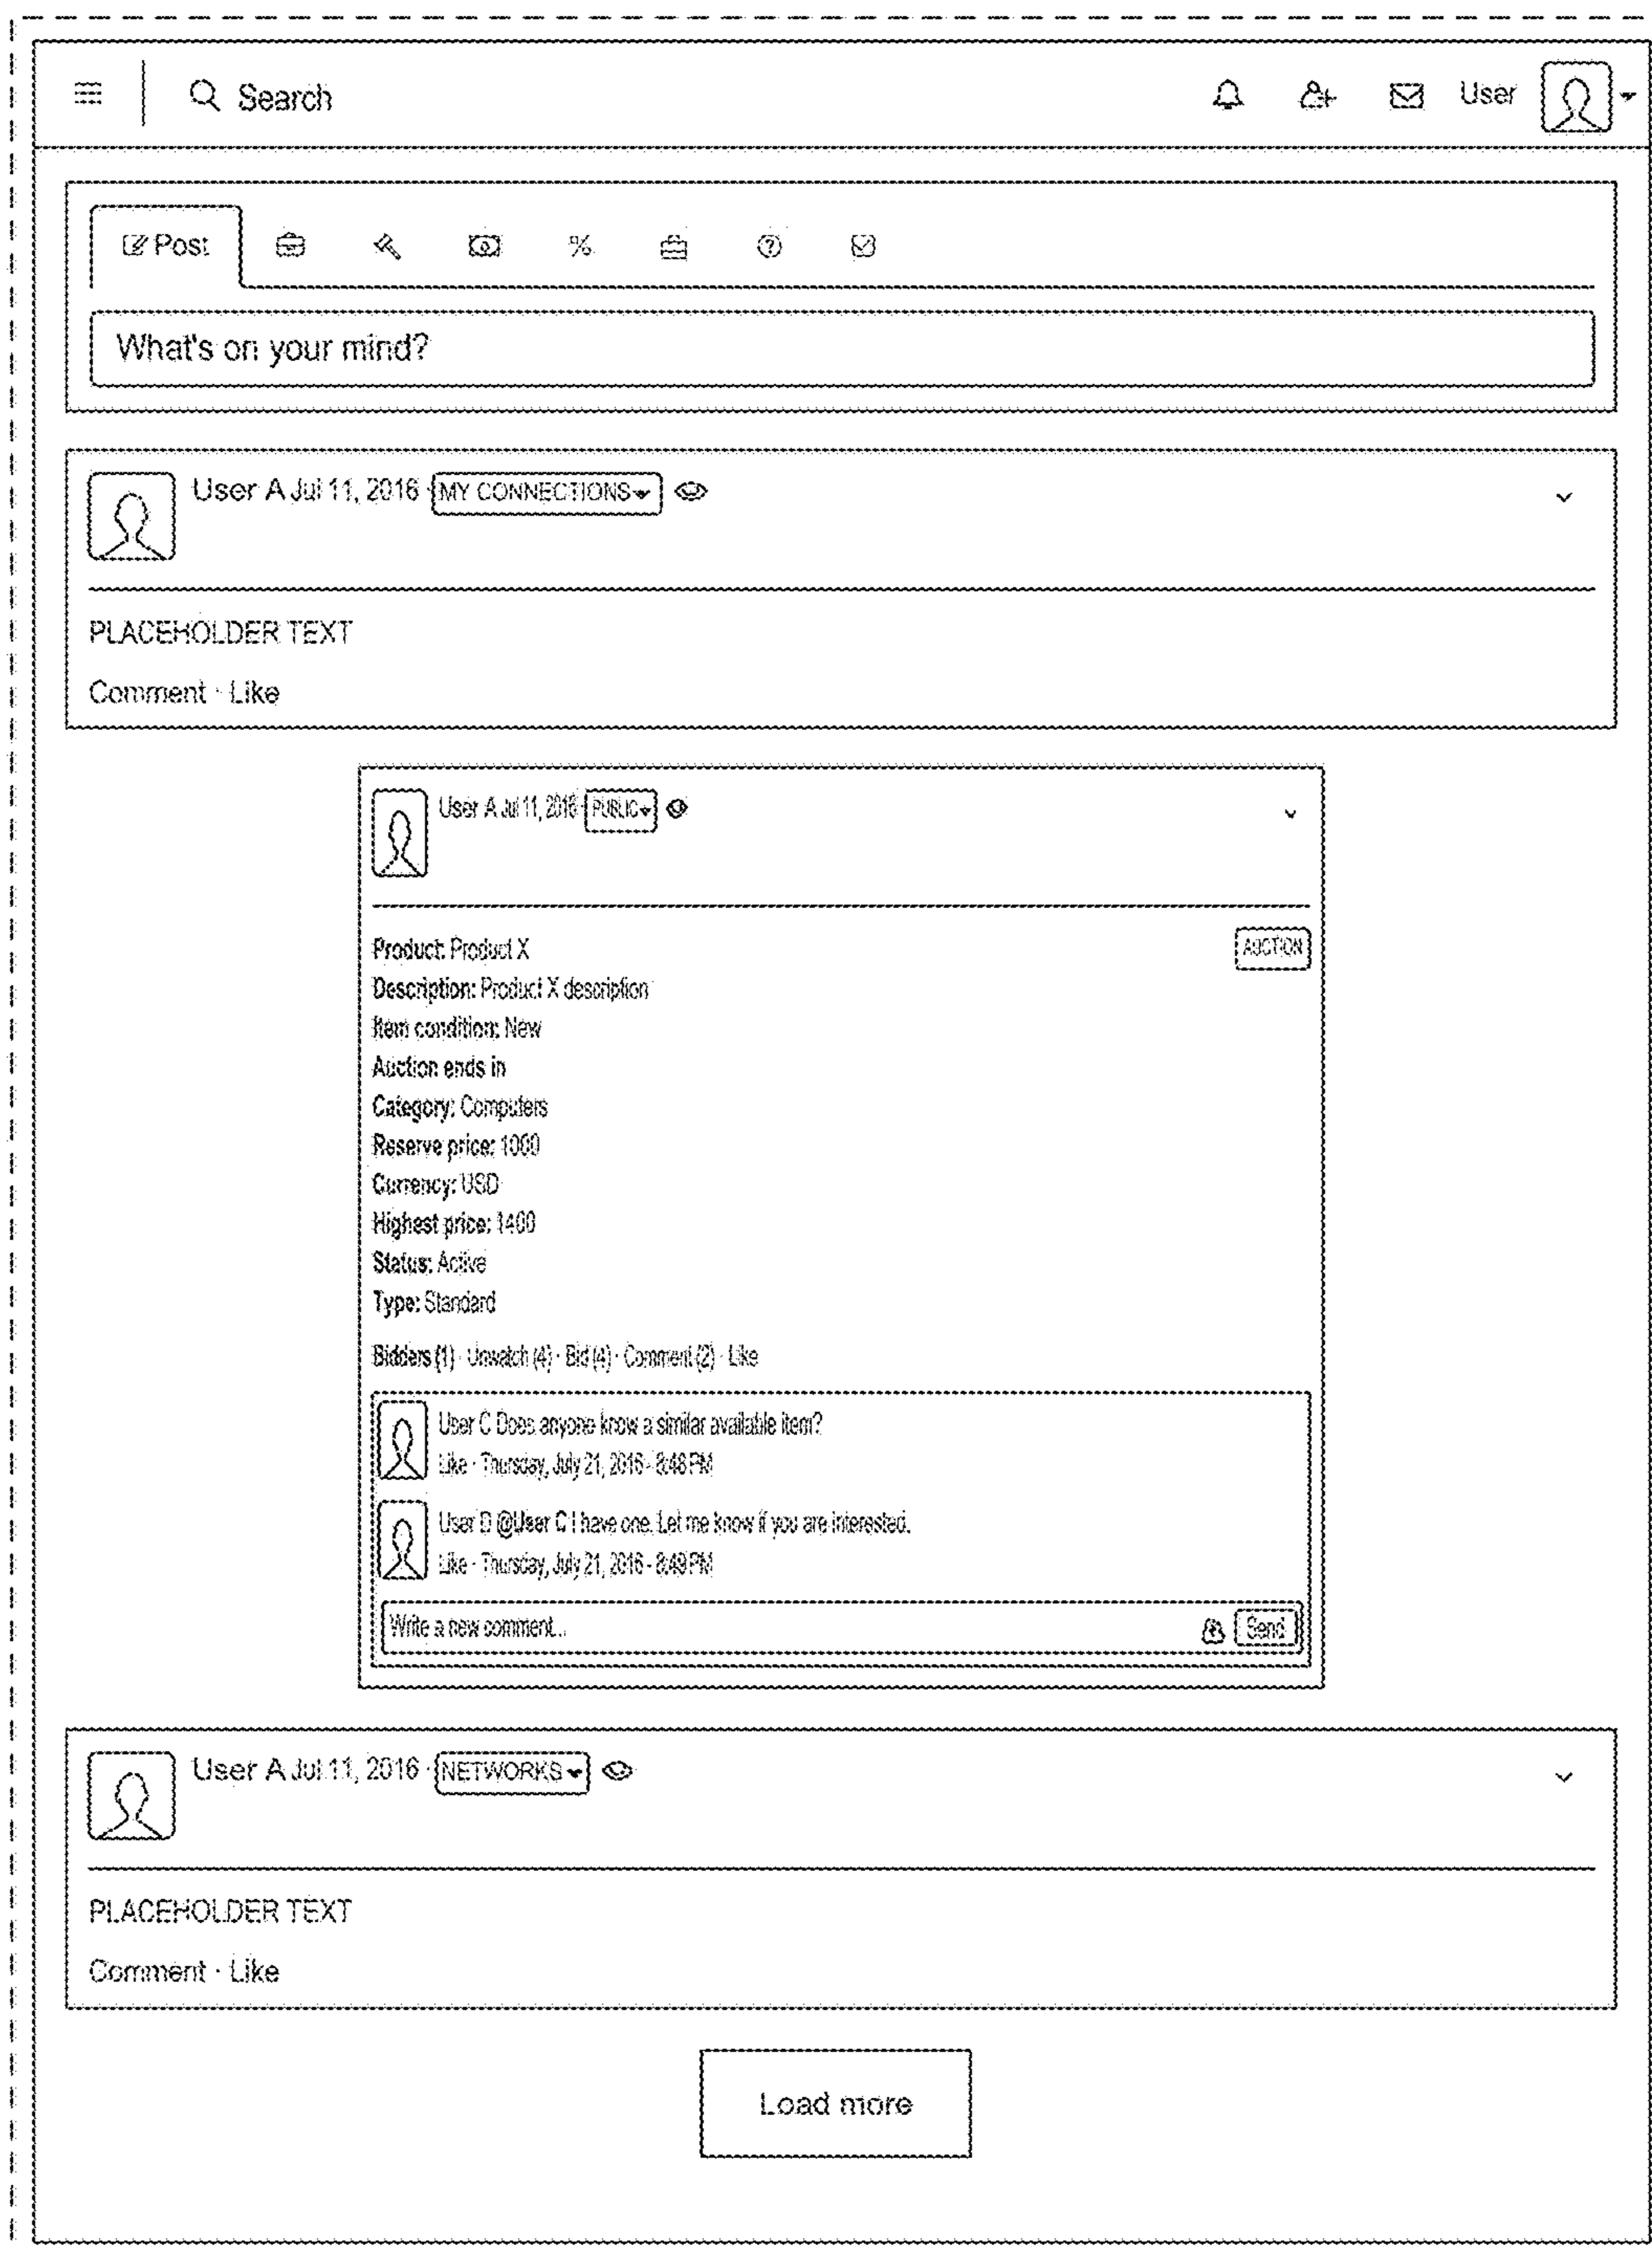 Search
User
Post
%
What's on your mind?
User A Jul 11, 2016 · MY CONNECTIONS
PLACEHOLDER TEXT
Comment · Like
User A Jul 11, 2016 · PUBLIC
Product: Product X
AUCTION
Description: Product X description
Item condition: New
Auction ends in
Category: Computers
Reserve price: 1000
Currency: USD
Highest price: 1400
Status: Active
Type: Standard
Bidders (1) · Unwatch (4) · Bid (4) · Comment (2) · Like
User C Does anyone know a similar available item?
Like · Thursday, July 21, 2016 - 8:48 PM
User D @User C I have one. Let me know if you are interested.
Like · Thursday, July 21, 2016 - 8:49 PM
Write a new comment...
Send
User A Jul 11, 2016 · NETWORKS
PLACEHOLDER TEXT
Comment · Like
Load more